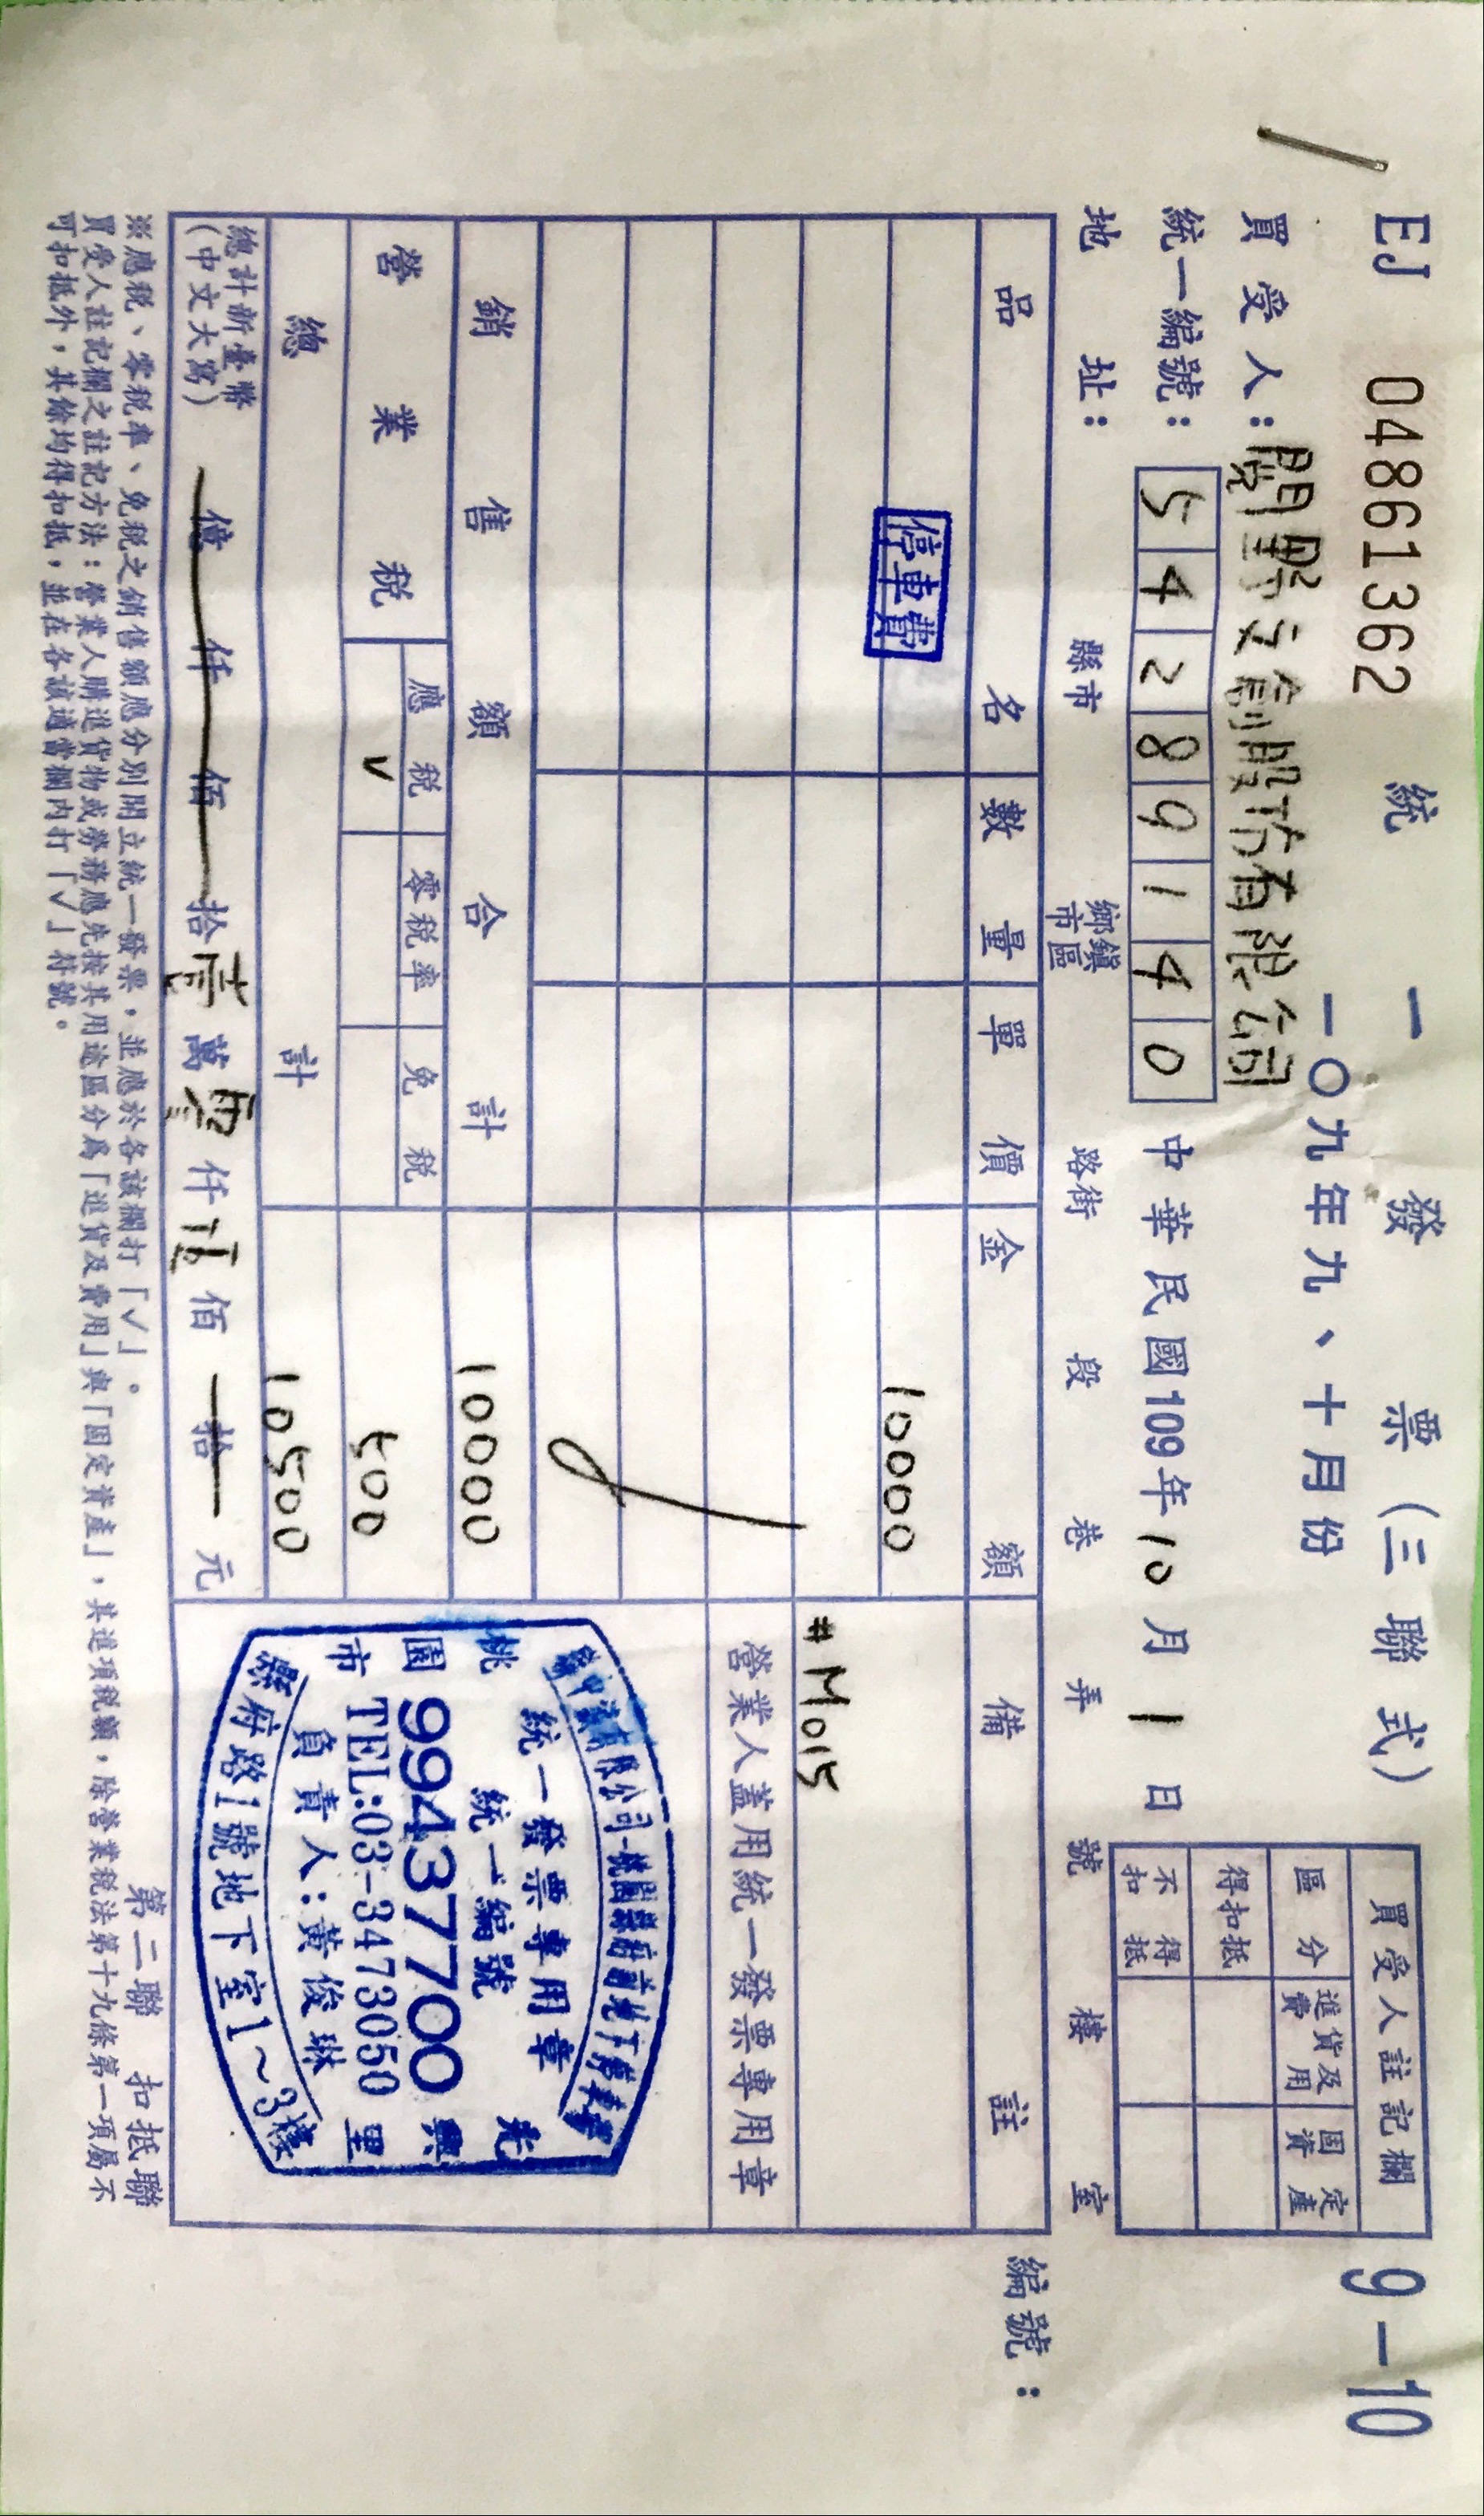 EJ 04861362 統一發票(三聯式) 9-10
一〇九年九、十月份
買受人:閱野文創股份有限公司
統一編號:54289140 中華民國109年10月1日
地址: 縣市 鄉鎮市區 路街 段 巷 弄 號 樓 室
買受人註記欄
區分 進貨及費用 固定資產
得扣抵
不得扣抵
編號:
品名 數量 單價 金額 備註
停車費 10000
#M015
營業人蓋用統一發票專用章
銷售額合計 10000
營業稅 應稅 零稅率 免稅
v 500
總計 10500
總計新臺幣(中文大寫) 億 仟 佰 拾壹萬零仟伍佰 拾 元
有限公司-桃園縣府前地下停車場
統一發票專用章
統一編號
99437700
TEL:03-3473050
負責人:黃俊琳
桃園市
光興里
縣府路1號地下室1~3樓
※應稅、零稅率、免稅之銷售額應分別開立統一發票,並應於各該欄打「✓」。
買受人註記欄之註記方法:營業人購進貨物或勞務應先按其用途區分為「進貨及費用」與「固定資產」,其進項稅額,除營業稅法第十九條第一項屬不
可扣抵外,其餘均得扣抵,並在各該適當欄內打「✓」符號。
第二聯 扣抵聯